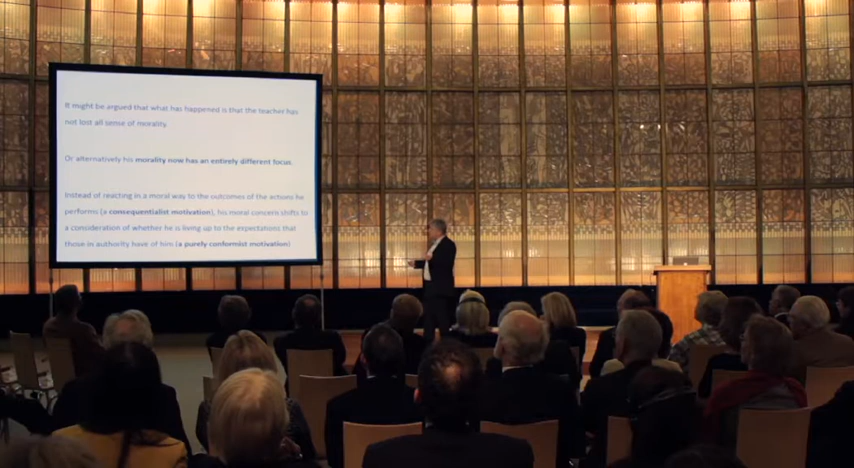 It might be argued that what has happened is that the teacher has
not lost all sense of morality.
Or alternatively his morality now has an entirely different focus.
Instead of reacting in a moral way to the outcomes of the actions he
performs (a consequentialist motivation), his moral concern shifts to
a consideration of whether he is living up to the expectations that
those in authority have of him (a purely conformist motivation)